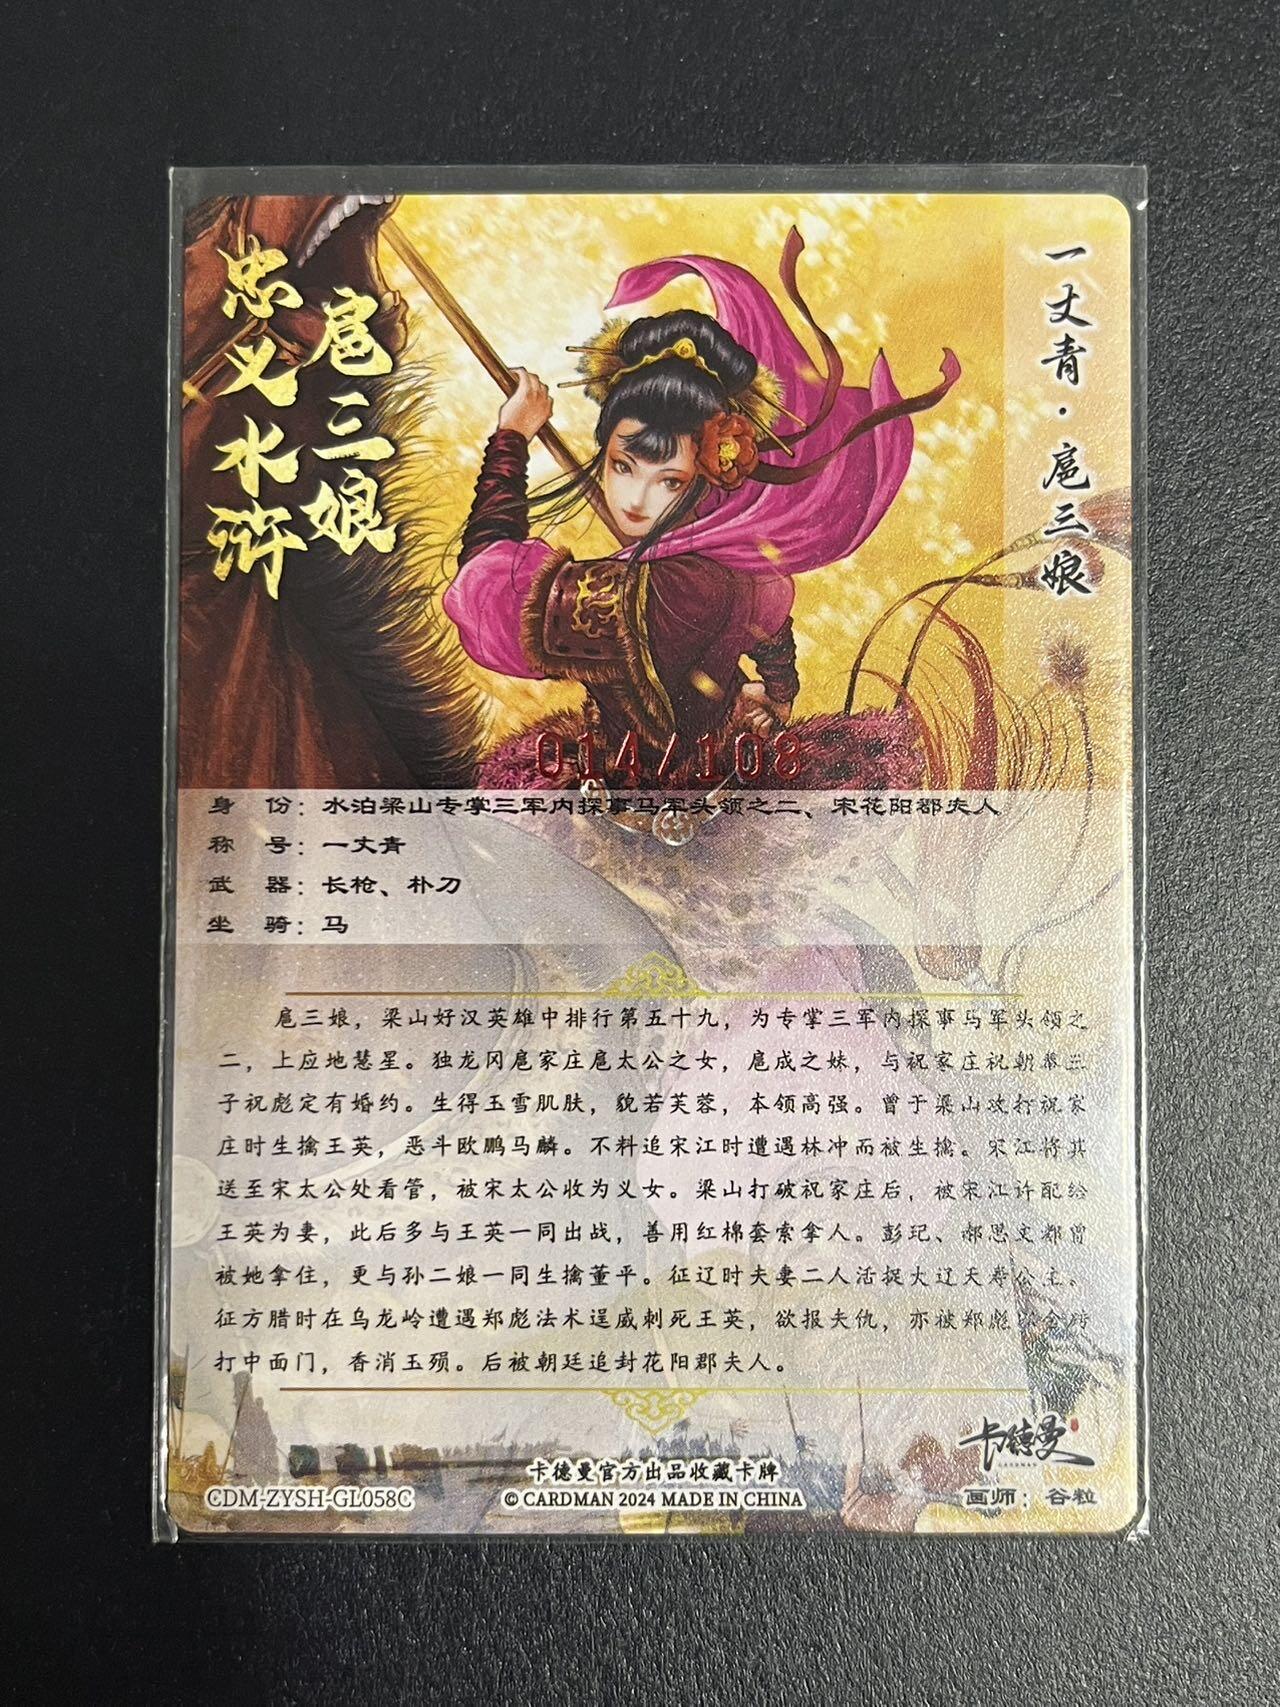 忠义水浒
扈三娘
一丈青·扈三娘
014/108
身 份：水泊梁山专掌三军内探事马军头领之二、宋花阳郡夫人
称 号：一丈青
武 器：长枪、朴刀
坐 骑：马
扈三娘，梁山好汉英雄中排行第五十九，为专掌三军内探事马军头领之
二，上应地慧星。独龙冈扈家庄扈太公之女，扈成之妹，与祝家庄祝朝奉三
子祝彪定有婚约。生得玉雪肌肤，貌若芙蓉，本领高强。曾于梁山攻打祝家
庄时生擒王英，恶斗欧鹏马麟。不料追宋江时遭遇林冲而被生擒。宋江将其
送至宋太公处看管，被宋太公收为义女。梁山打破祝家庄后，被宋江许配给
王英为妻，此后多与王英一同出战，善用红棉套索拿人。彭玘、郝思文都曾
被她拿住，更与孙二娘一同生擒董平。征辽时夫妻二人活捉大辽天寿公主。
征方腊时在乌龙岭遭遇郑彪法术逞威刺死王英，欲报夫仇，亦被郑彪以金砖
打中面门，香消玉殒。后被朝廷追封花阳郡夫人。
卡德曼
CARDMAN
卡德曼官方出品收藏卡牌
CDM-ZYSH-GL058C
© CARDMAN 2024 MADE IN CHINA
画师：谷粒